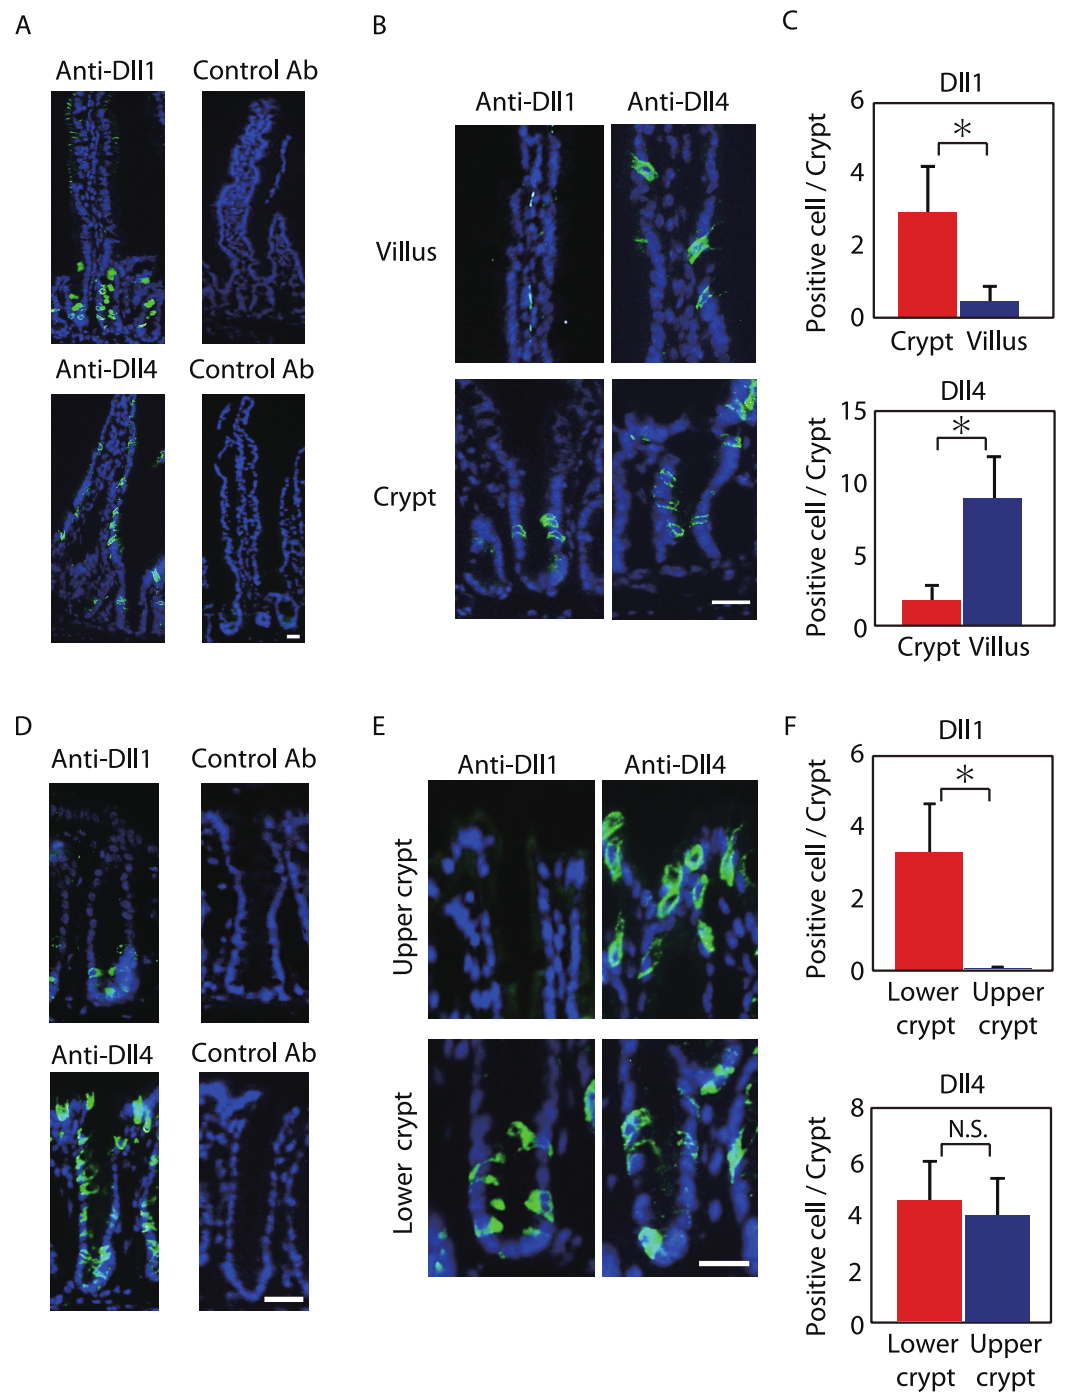 A
Anti-Dll1
Control Ab
Anti-Dll4
Control Ab
B
Anti-Dll1
Anti-Dll4
Villus
Crypt
C
Dll1
Positive cell / Crypt
6
4
2
0
*
Crypt
Villus
Dll4
Positive cell / Crypt
15
10
5
0
*
Crypt
Villus
D
Anti-Dll1
Control Ab
Anti-Dll4
Control Ab
E
Anti-Dll1
Anti-Dll4
Upper crypt
Lower crypt
F
Dll1
Positive cell / Crypt
6
4
2
0
*
Lower
crypt
Upper
crypt
Dll4
Positive cell / Crypt
8
6
4
2
0
N.S.
Lower
crypt
Upper
crypt